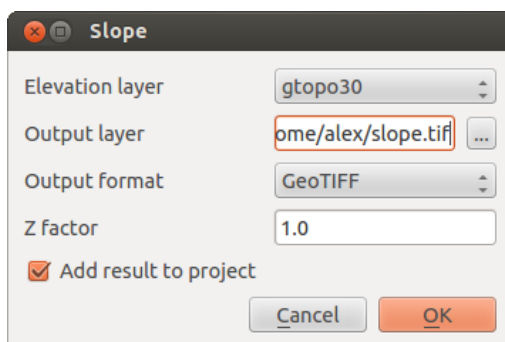 Slope
Elevation layer gtopo30
Output layer ome/alex/slope.tif ...
Output format GeoTIFF
Z factor 1.0
Add result to project
Cancel OK